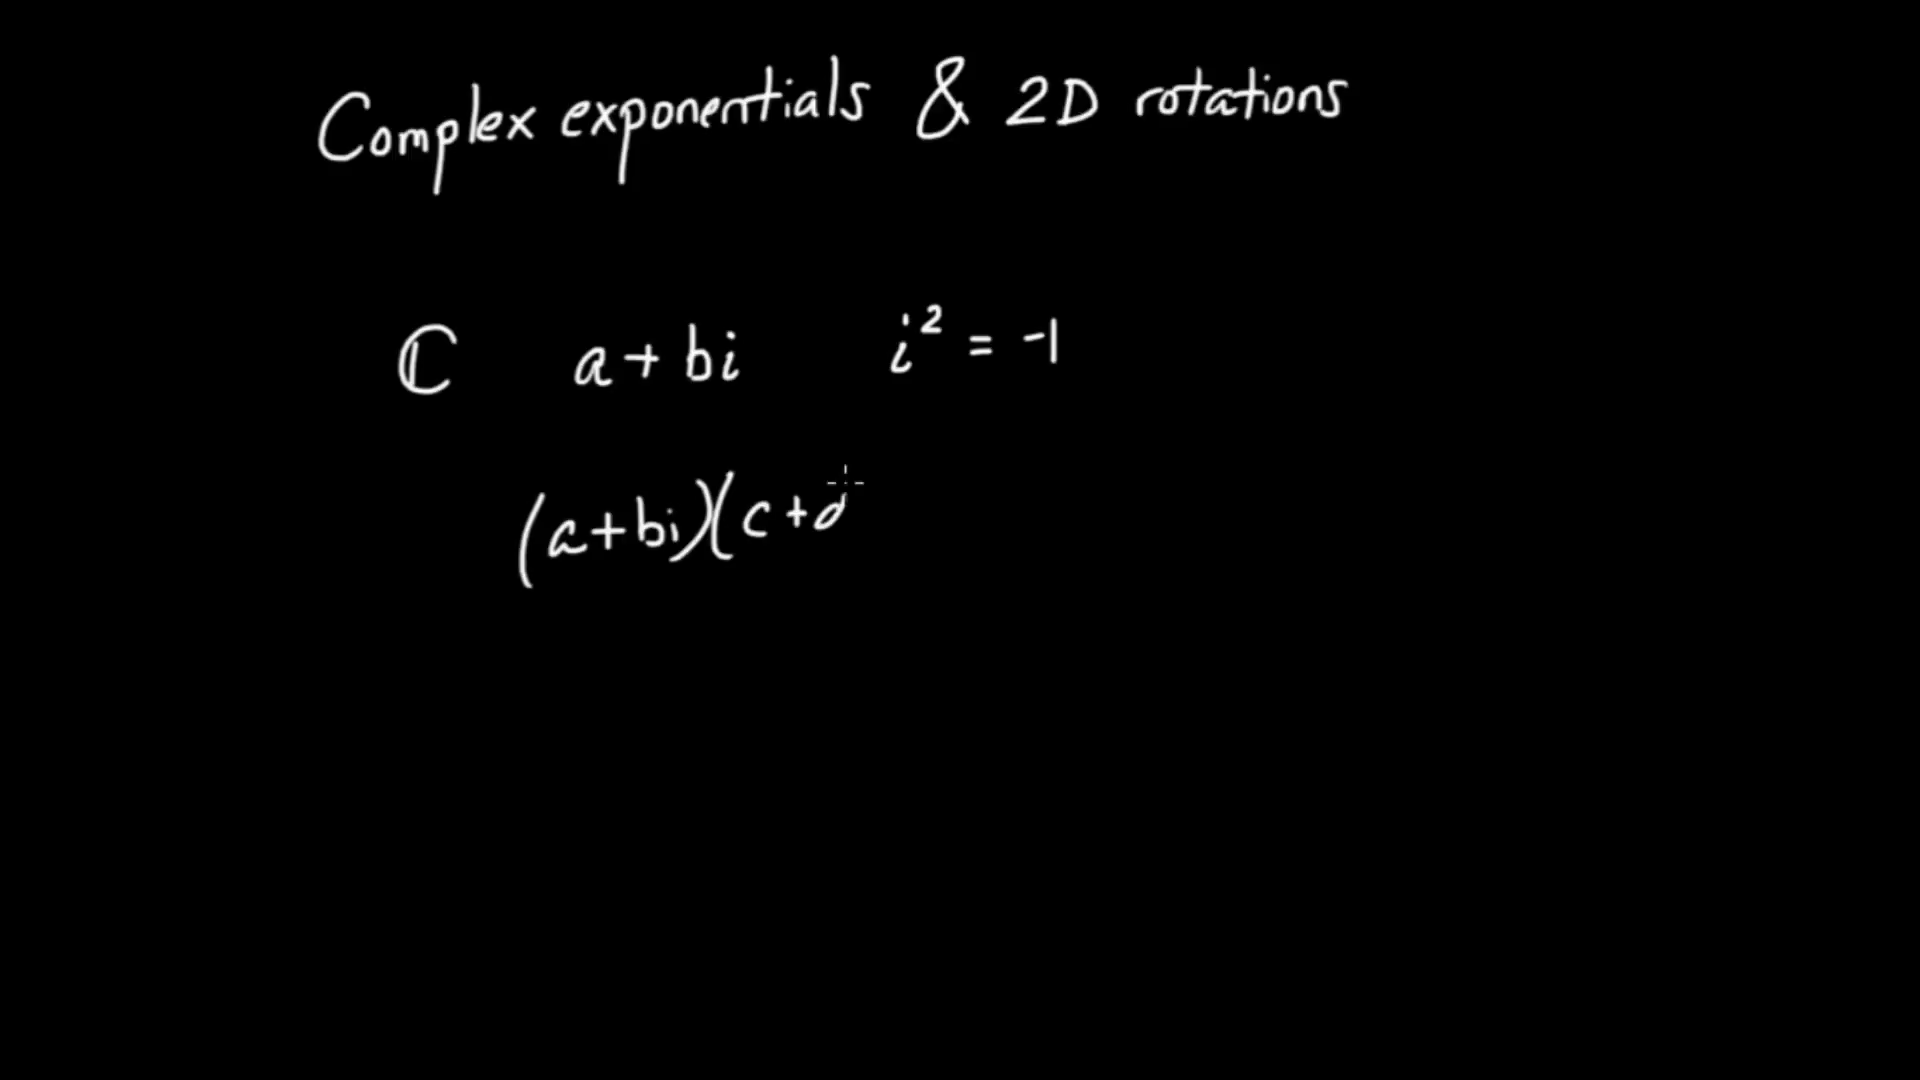 Complex exponentials & 2D rotations
ℂ a + bi i² = -1
(a+bi)(c+d